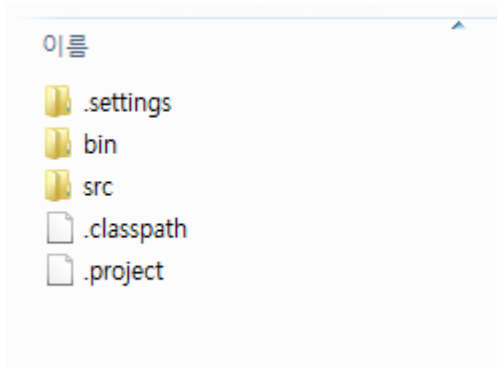 이름
.settings
bin
src
.classpath
.project